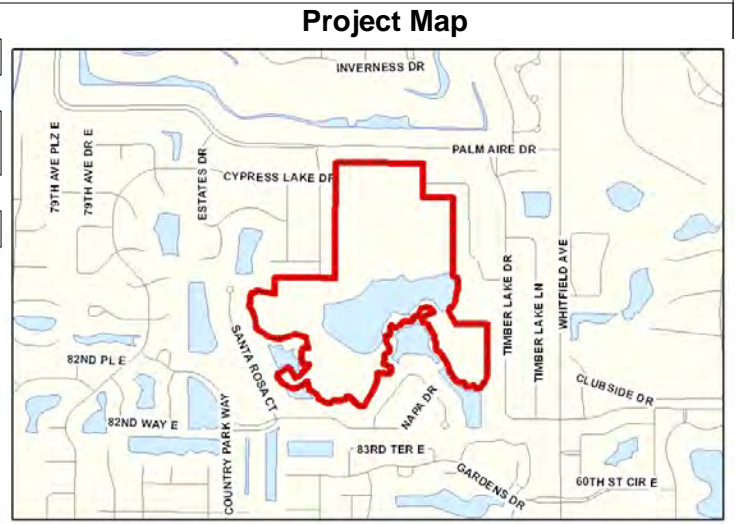 Project Map
INVERNESS DR
PALM AIRE DR
79TH AVE PLZ E
79TH AVE DR E
ESTATES DR
CYPRESS LAKE DR
TIMBER LAKE DR
TIMBER LAKE LN
WHITFIELD AVE
SANTA ROSA CT
82ND PL E
CLUBSIDE DR
NAPA DR
82ND WAY E
COUNTRY PARK WAY
83RD TER E
GARDENS DR
60TH ST CIR E